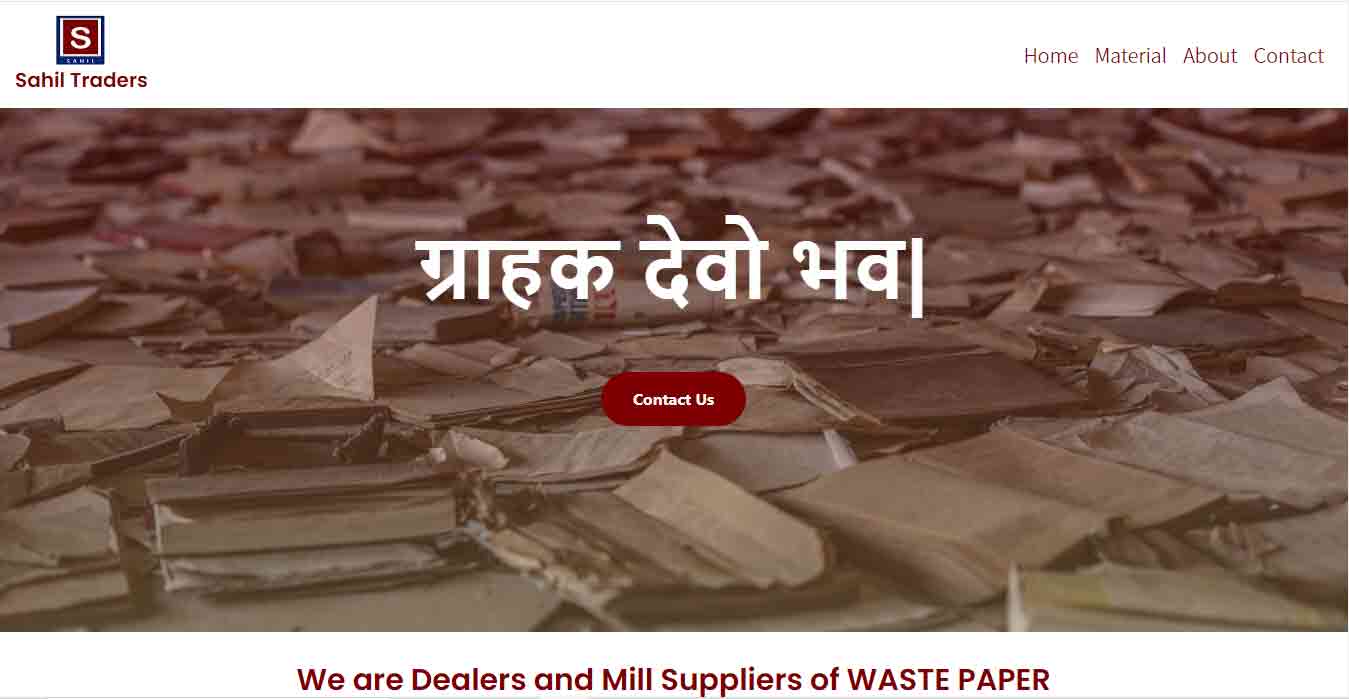 S
SAHIL
Sahil Traders
Home Material About Contact
ग्राहक देवो भव|
Contact Us
We are Dealers and Mill Suppliers of WASTE PAPER